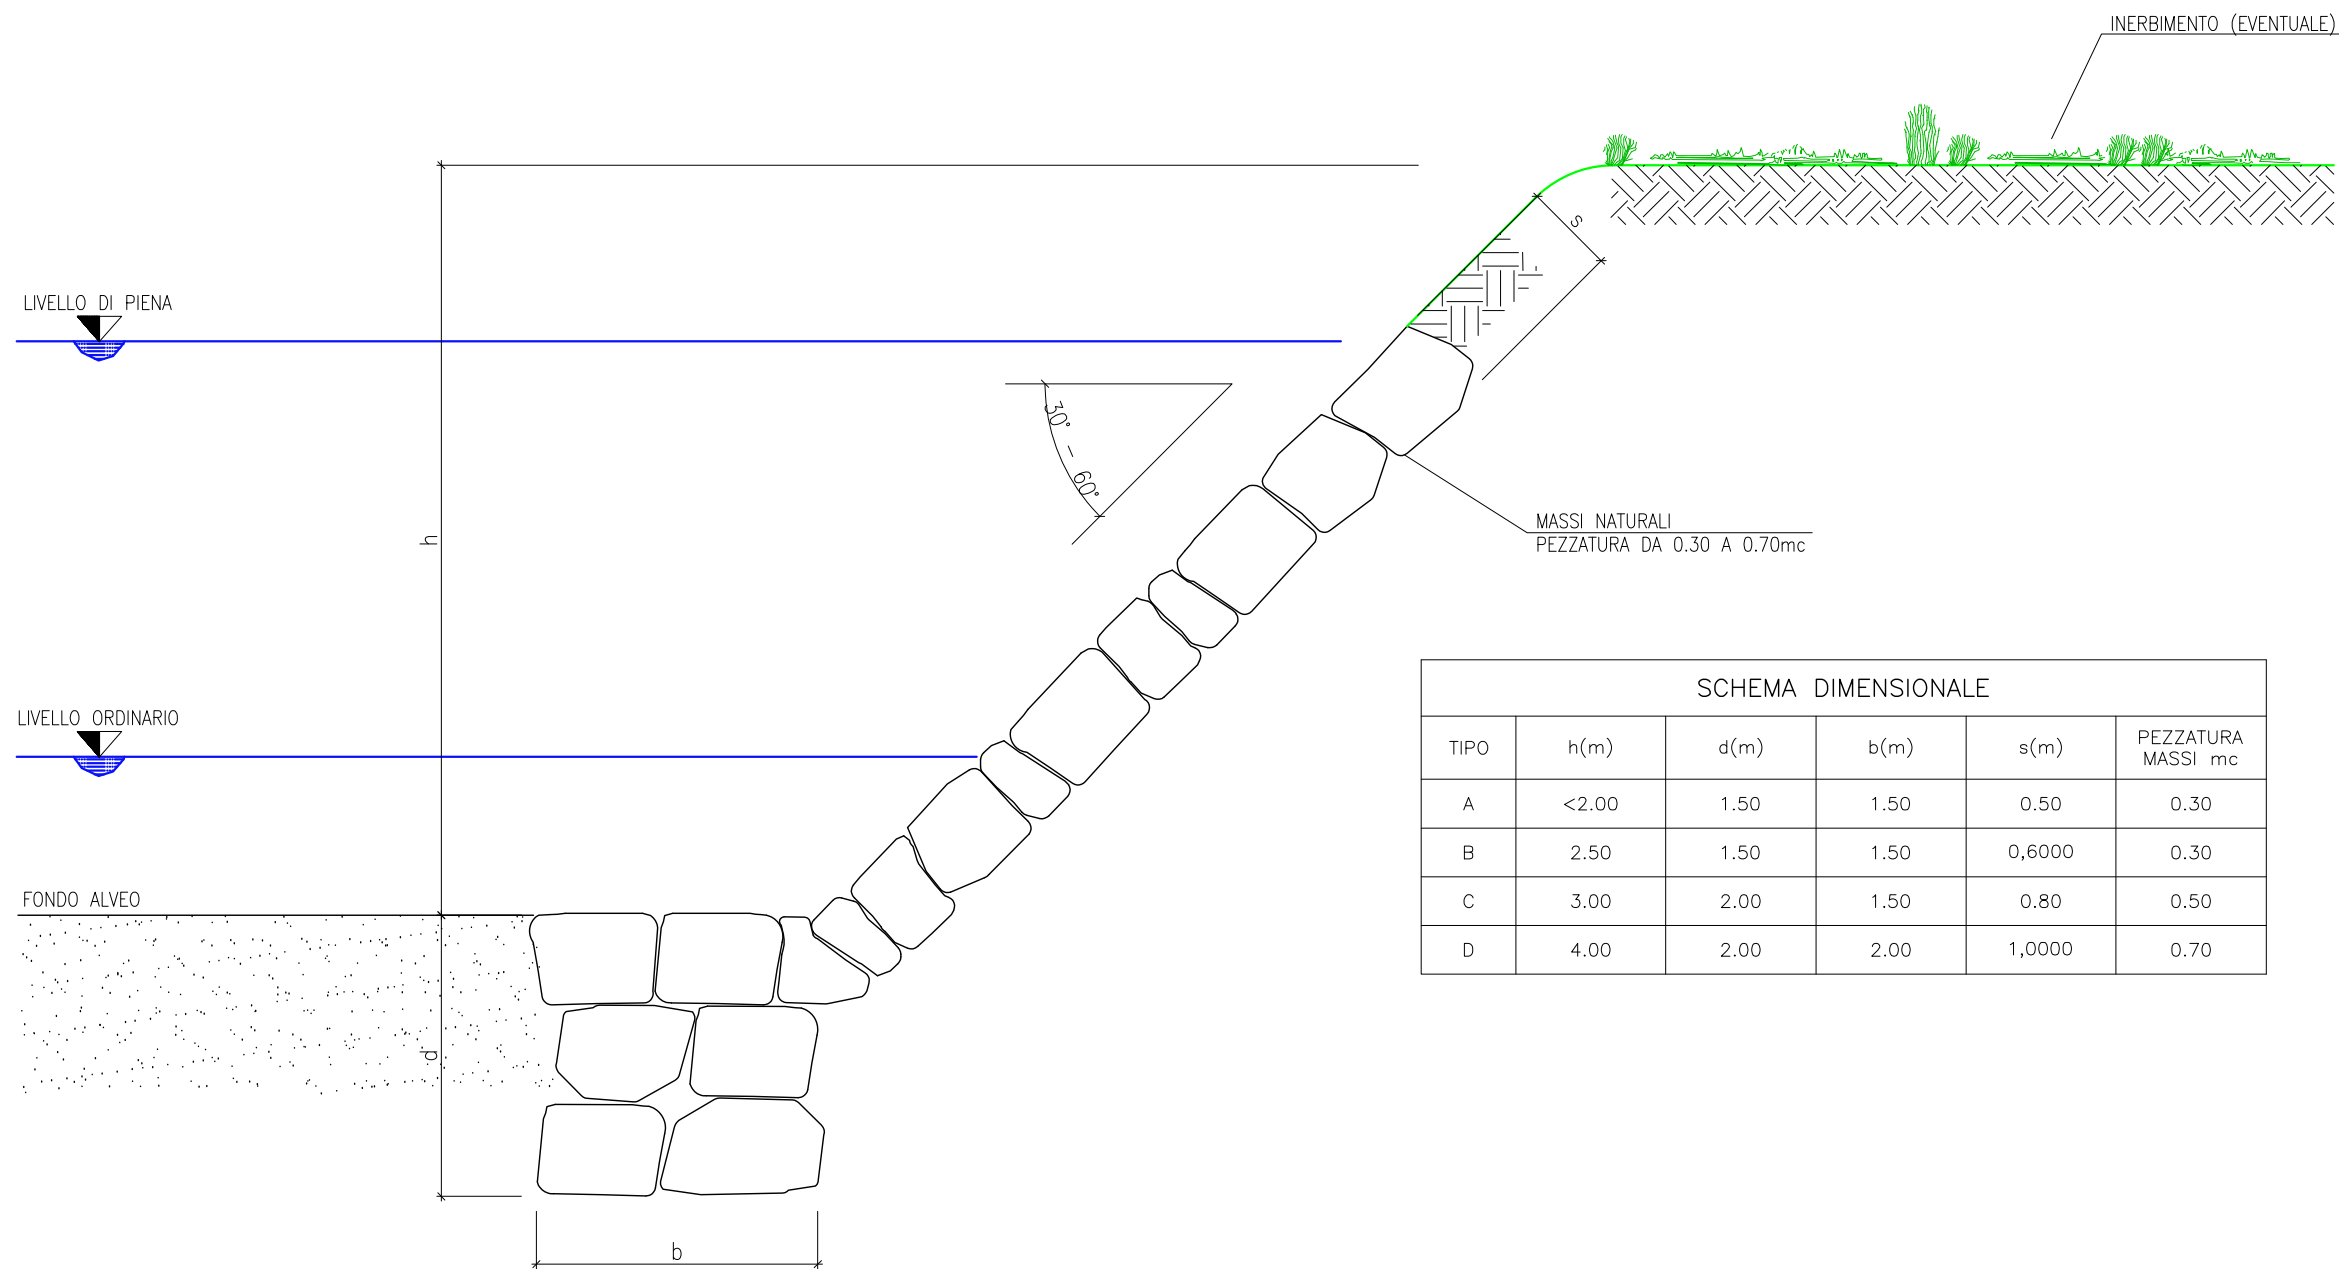 INERBIMENTO (EVENTUALE)
s
LIVELLO DI PIENA
30° - 60°
h
MASSI NATURALI
PEZZATURA DA 0.30 A 0.70mc
LIVELLO ORDINARIO
FONDO ALVEO
d
b
SCHEMA DIMENSIONALE
TIPO h(m) d(m) b(m) s(m) PEZZATURA
MASSI mc
A <2.00 1.50 1.50 0.50 0.30
B 2.50 1.50 1.50 0,6000 0.30
C 3.00 2.00 1.50 0.80 0.50
D 4.00 2.00 2.00 1,0000 0.70